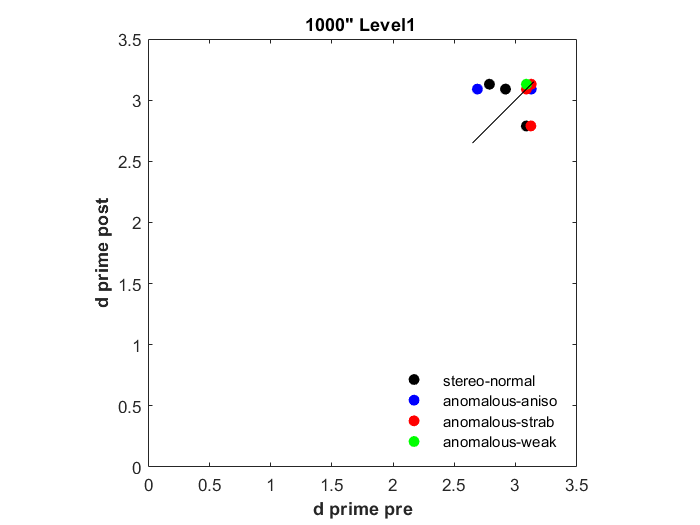 1000" Level1
3.5
3
2.5
2
1.5
1
0.5
0
d prime post
stereo-normal
anomalous-aniso
anomalous-strab
anomalous-weak
0 0.5 1 1.5 2 2.5 3 3.5
d prime pre